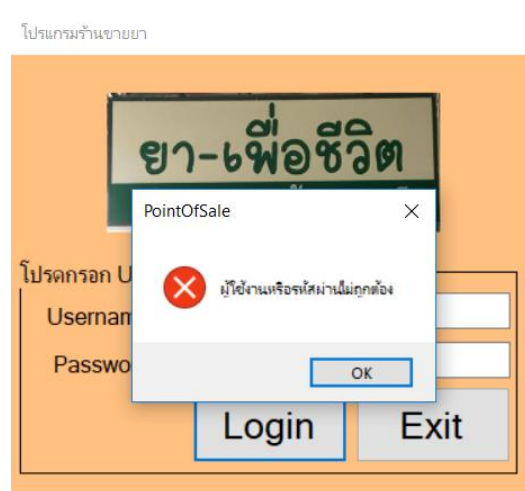 โปรแกรมร้านขายยา
ยา-เพื่อชีวิต
PointOfSale
ผู้ใช้งานหรือรหัสผ่านไม่ถูกต้อง
OK
โปรดกรอก U
Usernam
Passwo
Login
Exit